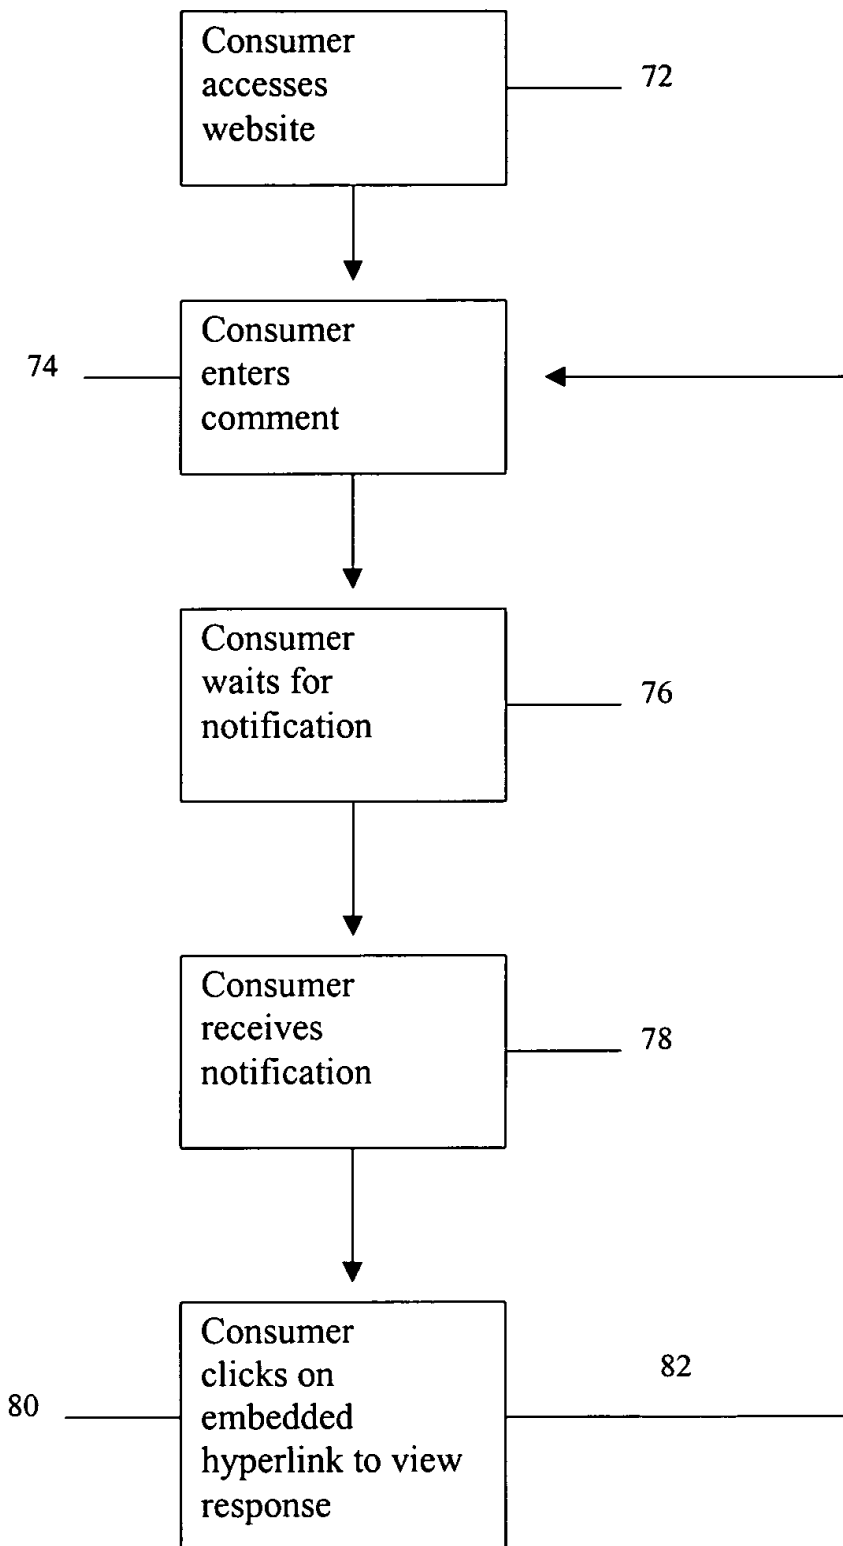 Consumer
accesses
website
72
Consumer
enters
comment
74
Consumer
waits for
notification
76
Consumer
receives
notification
78
Consumer
clicks on
embedded
hyperlink to view
response
80
82